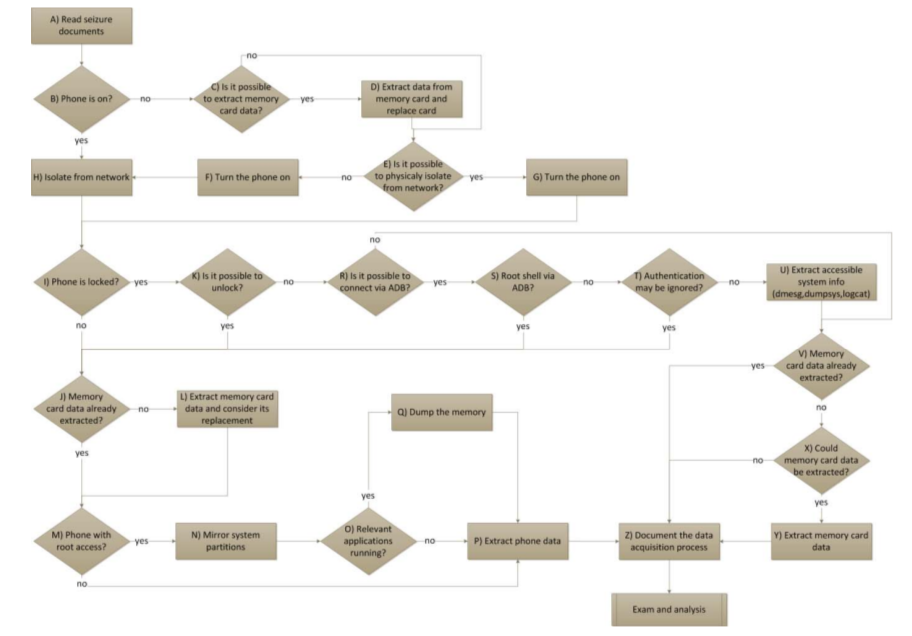 A) Read seizure
documents
no
B) Phone is on?
no
C) Is it possible
to extract memory
card data?
yes
D) Extract data from
memory card and
replace card
yes
H) Isolate from network
F) Turn the phone on
no
E) Is it possible
to physicaly isolate
from network?
yes
G) Turn the phone on
no
I) Phone is locked?
yes
K) Is it possible to
unlock?
no
R) Is it possible to
connect via ADB?
yes
S) Root shell via
ADB?
no
T) Authentication
may be ignored?
no
U) Extract accessible
system info
(dmesg,dumpsys,logcat)
no
yes
yes
yes
V) Memory
card data already
extracted?
yes
no
J) Memory
card data already
extracted?
no
L) Extract memory card
data and consider its
replacement
Q) Dump the memory
yes
X) Could
memory card data
be extracted?
no
yes
yes
M) Phone with
root access?
yes
N) Mirror system
partitions
O) Relevant
applications
running?
no
P) Extract phone data
Z) Document the data
acquisition process
Y) Extract memory card
data
no
Exam and analysis